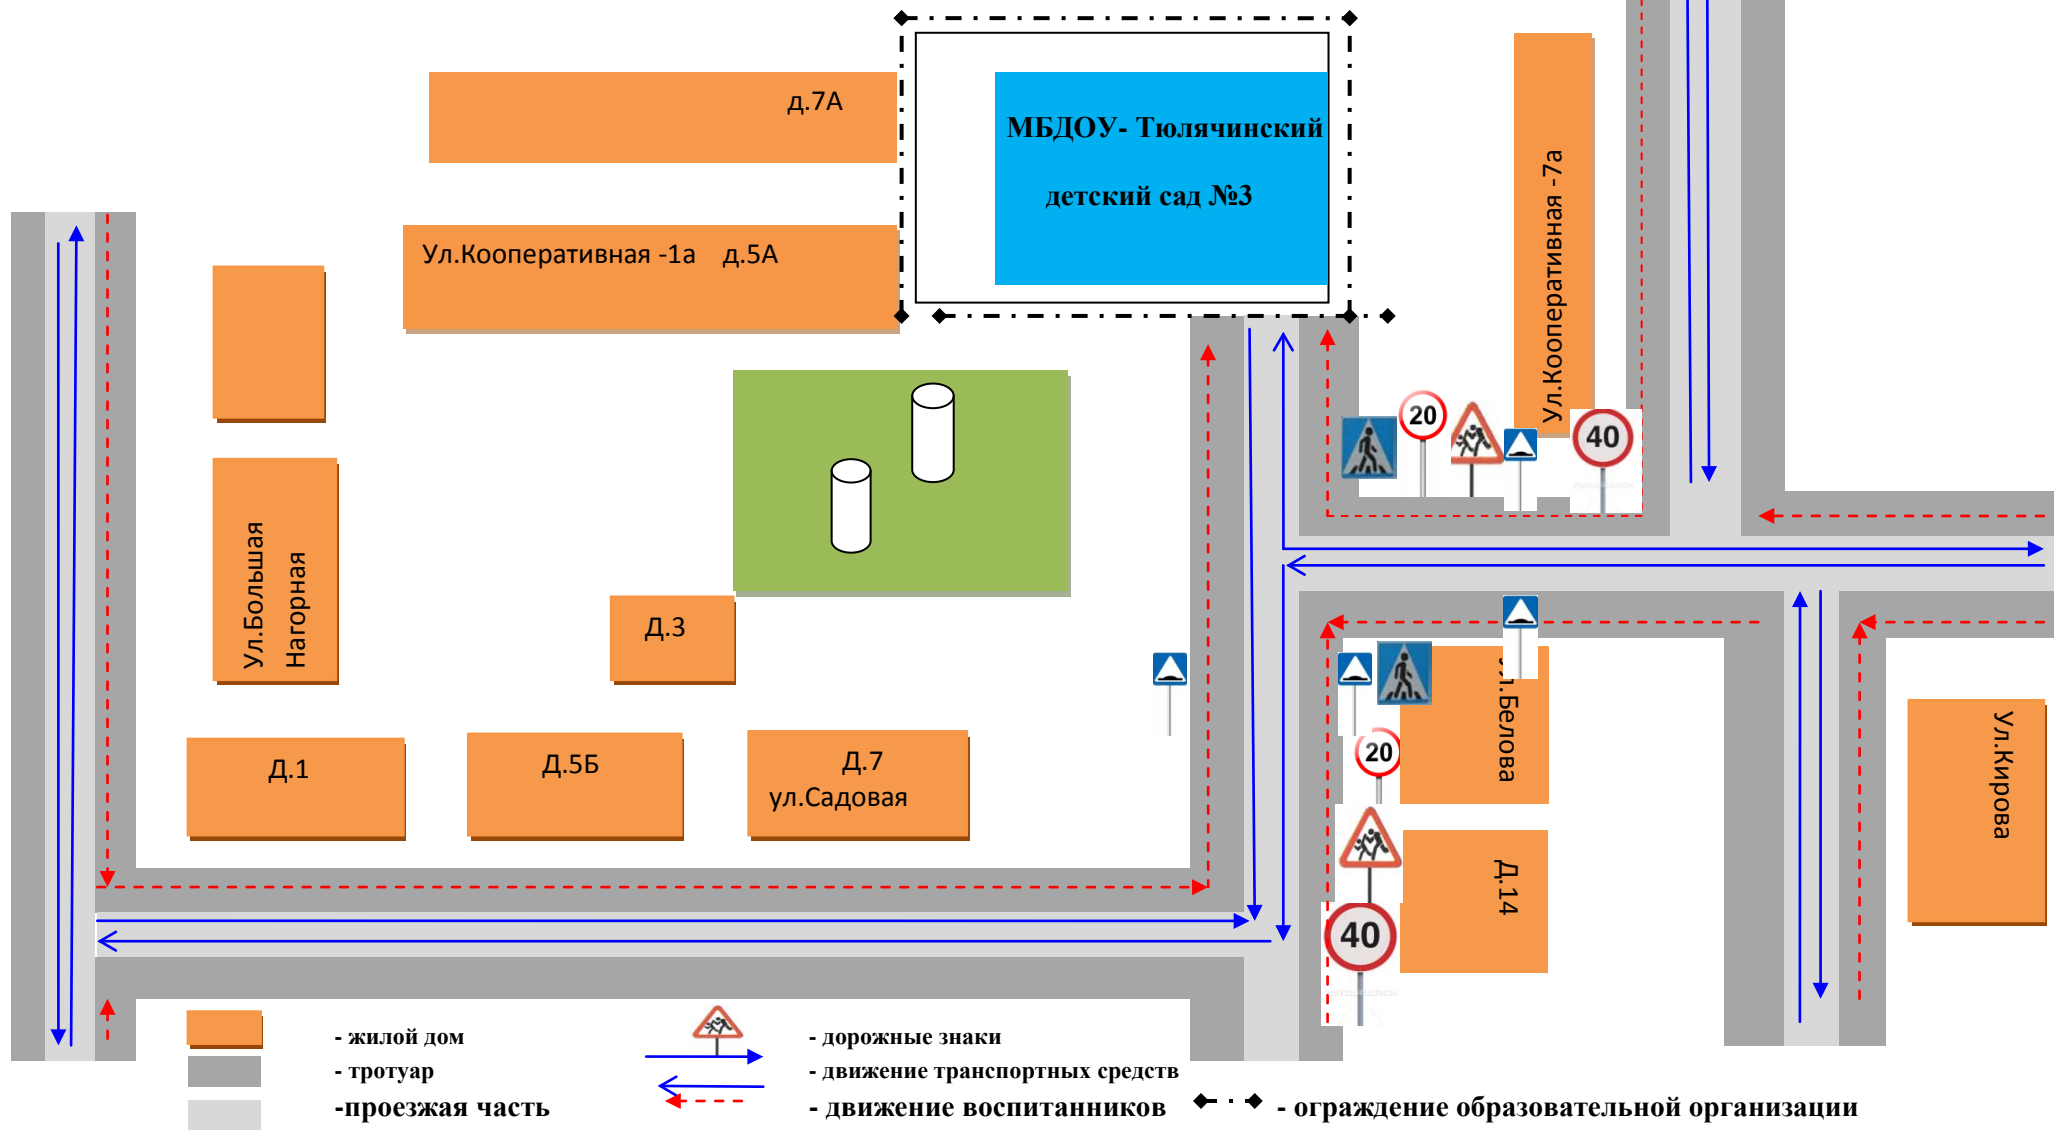 д.7А
МБДОУ- Тюлячинский
детский сад №3
Ул.Кооперативная -7а
Ул.Кооперативная -1а д.5А
20
40
Ул.Большая
Нагорная
Д.3
Д.1
Д.5Б
Д.7
ул.Садовая
ул.Белова
20
Д.14
40
Ул.Кирова
- жилой дом
- дорожные знаки
- тротуар
- движение транспортных средств
-проезжая часть
- движение воспитанников
- ограждение образовательной организации